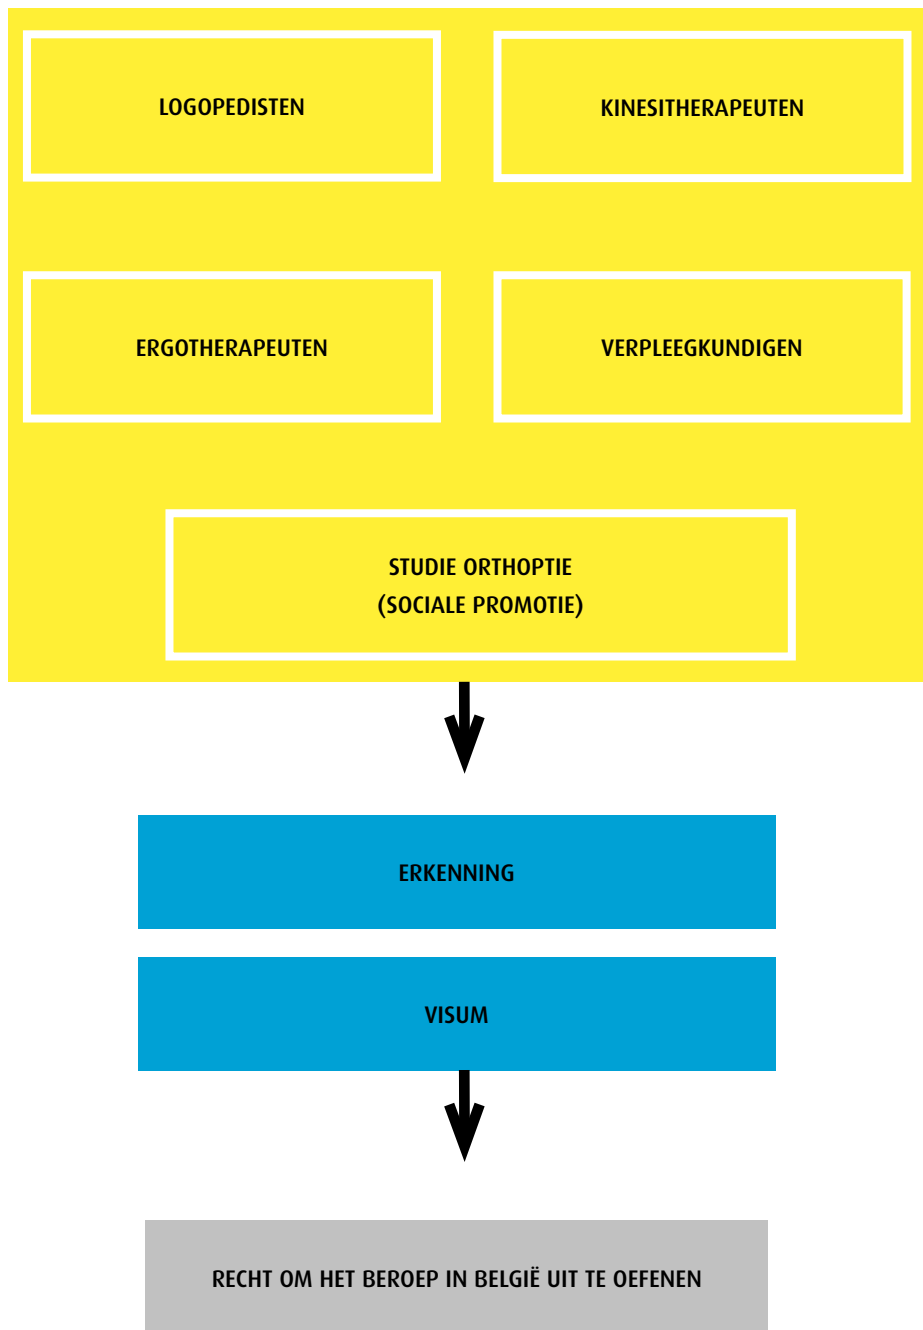 LOGOPEDISTEN
KINESITHERAPEUTEN
ERGOTHERAPEUTEN
VERPLEEGKUNDIGEN
STUDIE ORTHOPTIE
(SOCIALE PROMOTIE)
ERKENNING
VISUM
RECHT OM HET BEROEP IN BELGIË UIT TE OEFENEN